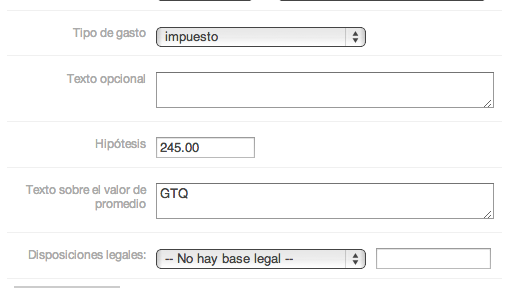 Tipo de gasto
impuesto
Texto opcional
Hipótesis
245.00
Texto sobre el valor de
promedio
GTQ
Disposiciones legales:
-- No hay base legal --